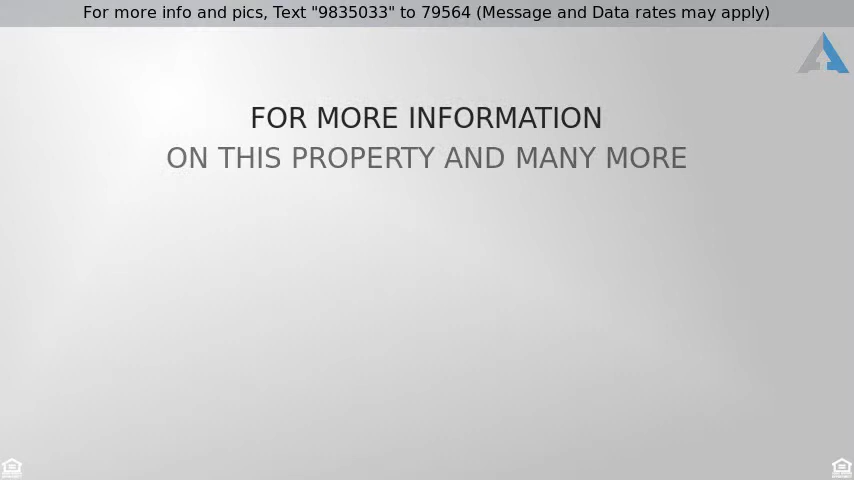 For more info and pics, Text "9835033" to 79564 (Message and Data rates may apply)
FOR MORE INFORMATION
ON THIS PROPERTY AND MANY MORE